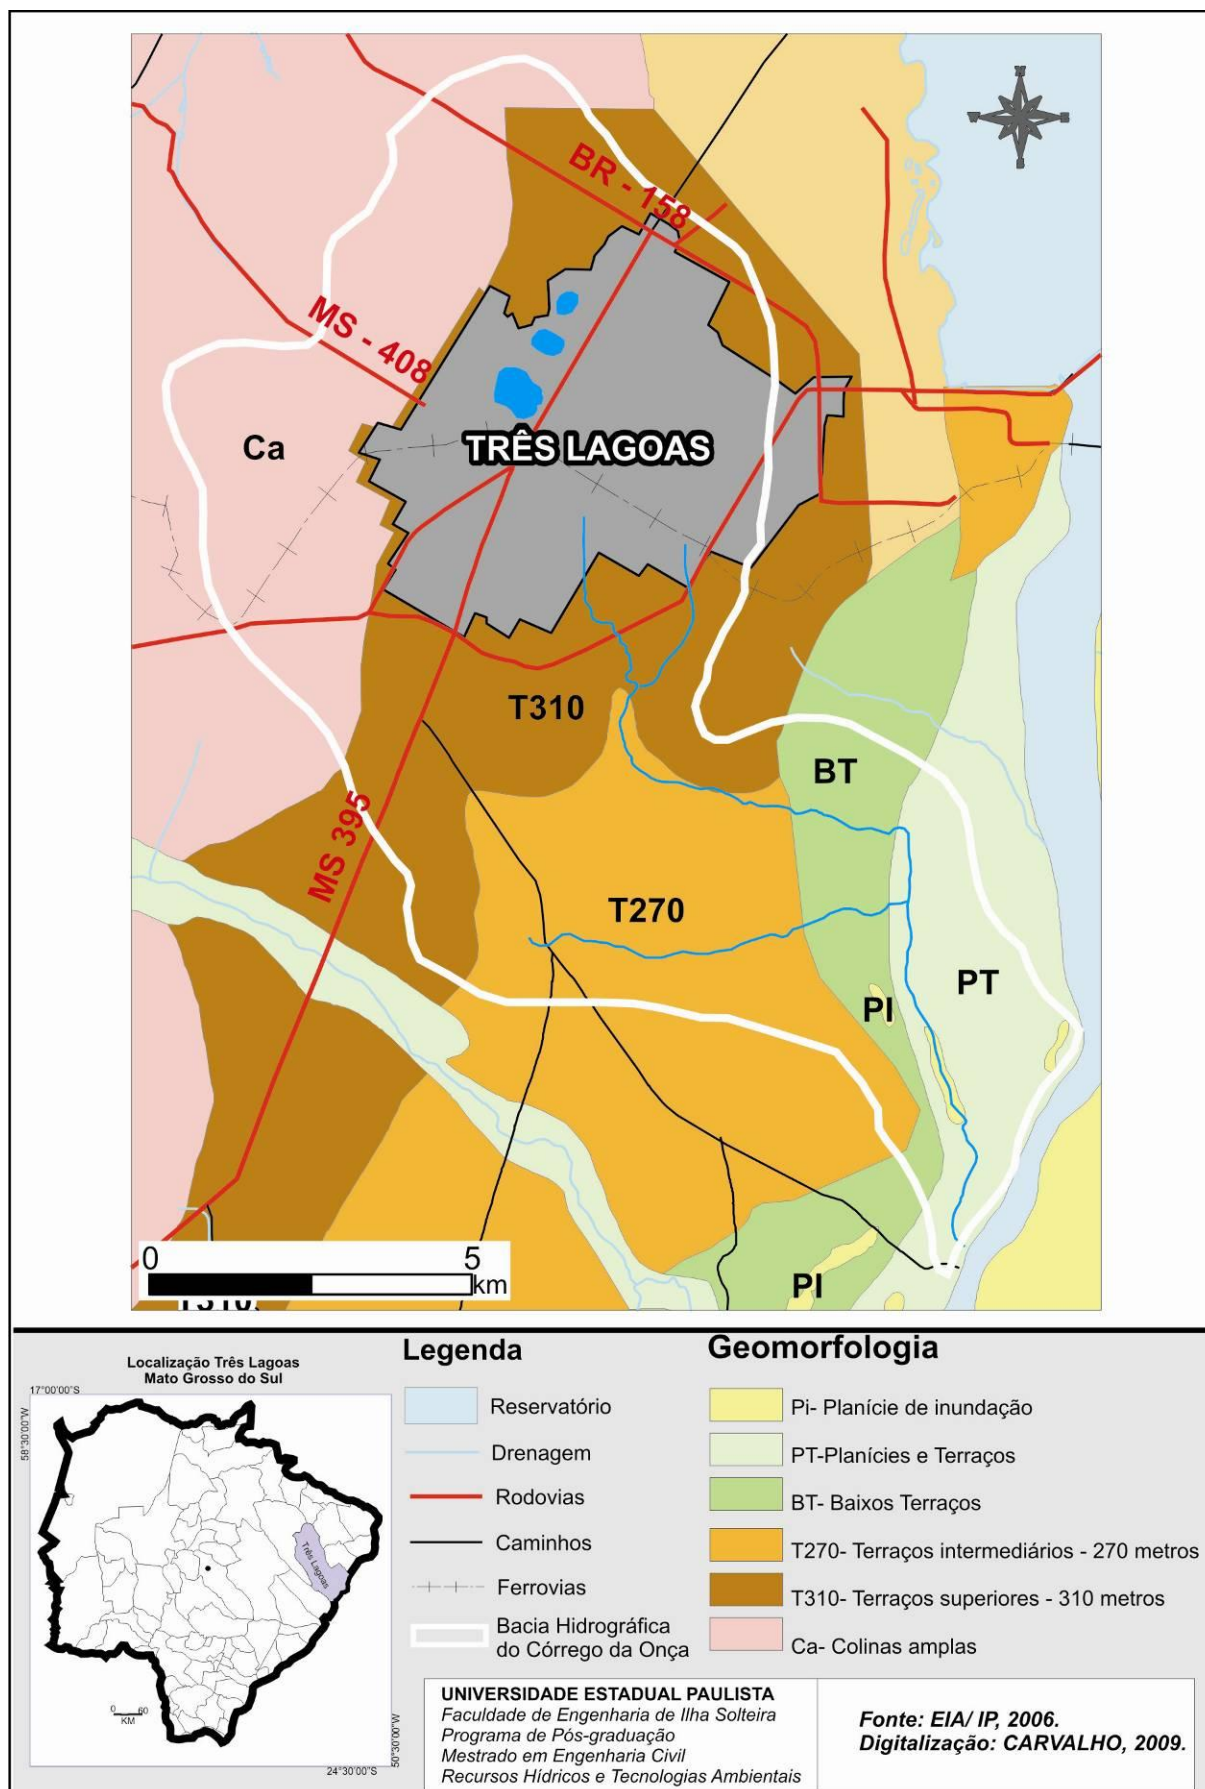 BR - 158
MS - 408
Ca
TRÊS LAGOAS
T310
BT
MS 395
T270
PI
PT
PI
0 5
km
T310
Localização Três Lagoas
Mato Grosso do Sul
17°00'00"S
58°30'00"W
Três Lagoas
0 60
KM
50°30'00"W
24°30'00"S
Legenda
Reservatório
Drenagem
Rodovias
Caminhos
Ferrovias
Bacia Hidrográfica
do Córrego da Onça
Geomorfologia
Pi- Planície de inundação
PT-Planícies e Terraços
BT- Baixos Terraços
T270- Terraços intermediários - 270 metros
T310- Terraços superiores - 310 metros
Ca- Colinas amplas
UNIVERSIDADE ESTADUAL PAULISTA
Faculdade de Engenharia de Ilha Solteira
Programa de Pós-graduação
Mestrado em Engenharia Civil
Recursos Hídricos e Tecnologias Ambientais
Fonte: EIA/ IP, 2006.
Digitalização: CARVALHO, 2009.